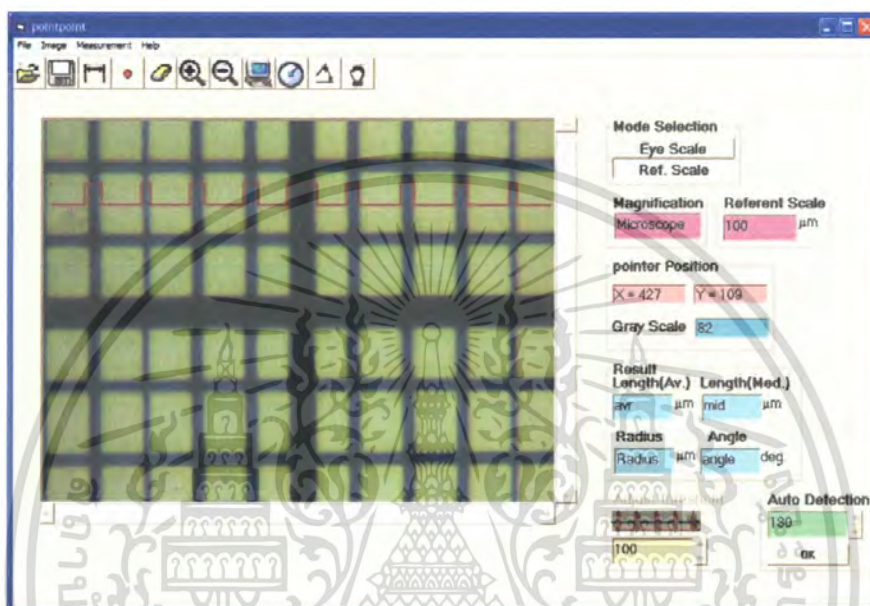 pointpoint
File Image Measurement Help
Mode Selection
Eye Scale
Ref. Scale
Magnification Referent Scale
Microscope 100 μm
pointer Position
X = 427 Y = 109
Gray Scale 82
Result
Length(Av.) Length(Med.)
avr μm mid μm
Radius Angle
Radius μm angle deg
Auto Detection
100 180
OK